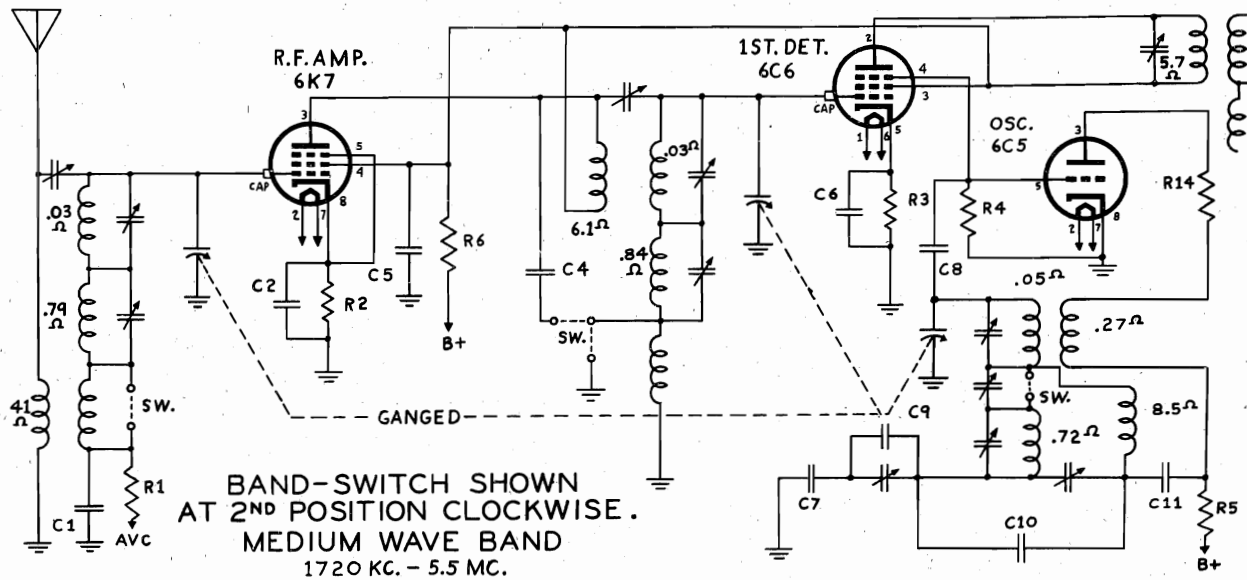 R.F. AMP.
6K7
1ST. DET.
6C6
OSC.
6C5
3
5
4
8
2
7
CAP
2
4
3
CAP
1
6
5
3
5
2
7
8
5.7
Ω
R14
.03
Ω
.79
Ω
41
Ω
SW.
C1
R1
AVC
C2
R2
C5
R6
B+
6.1Ω
C4
SW.
.03Ω
.84
Ω
C6
R3
R4
C8
.05Ω
.27Ω
SW.
.72Ω
8.5Ω
GANGED
C9
C7
C10
C11
R5
B+
BAND-SWITCH SHOWN
AT 2ND POSITION CLOCKWISE.
MEDIUM WAVE BAND
1720 KC. - 5.5 MC.